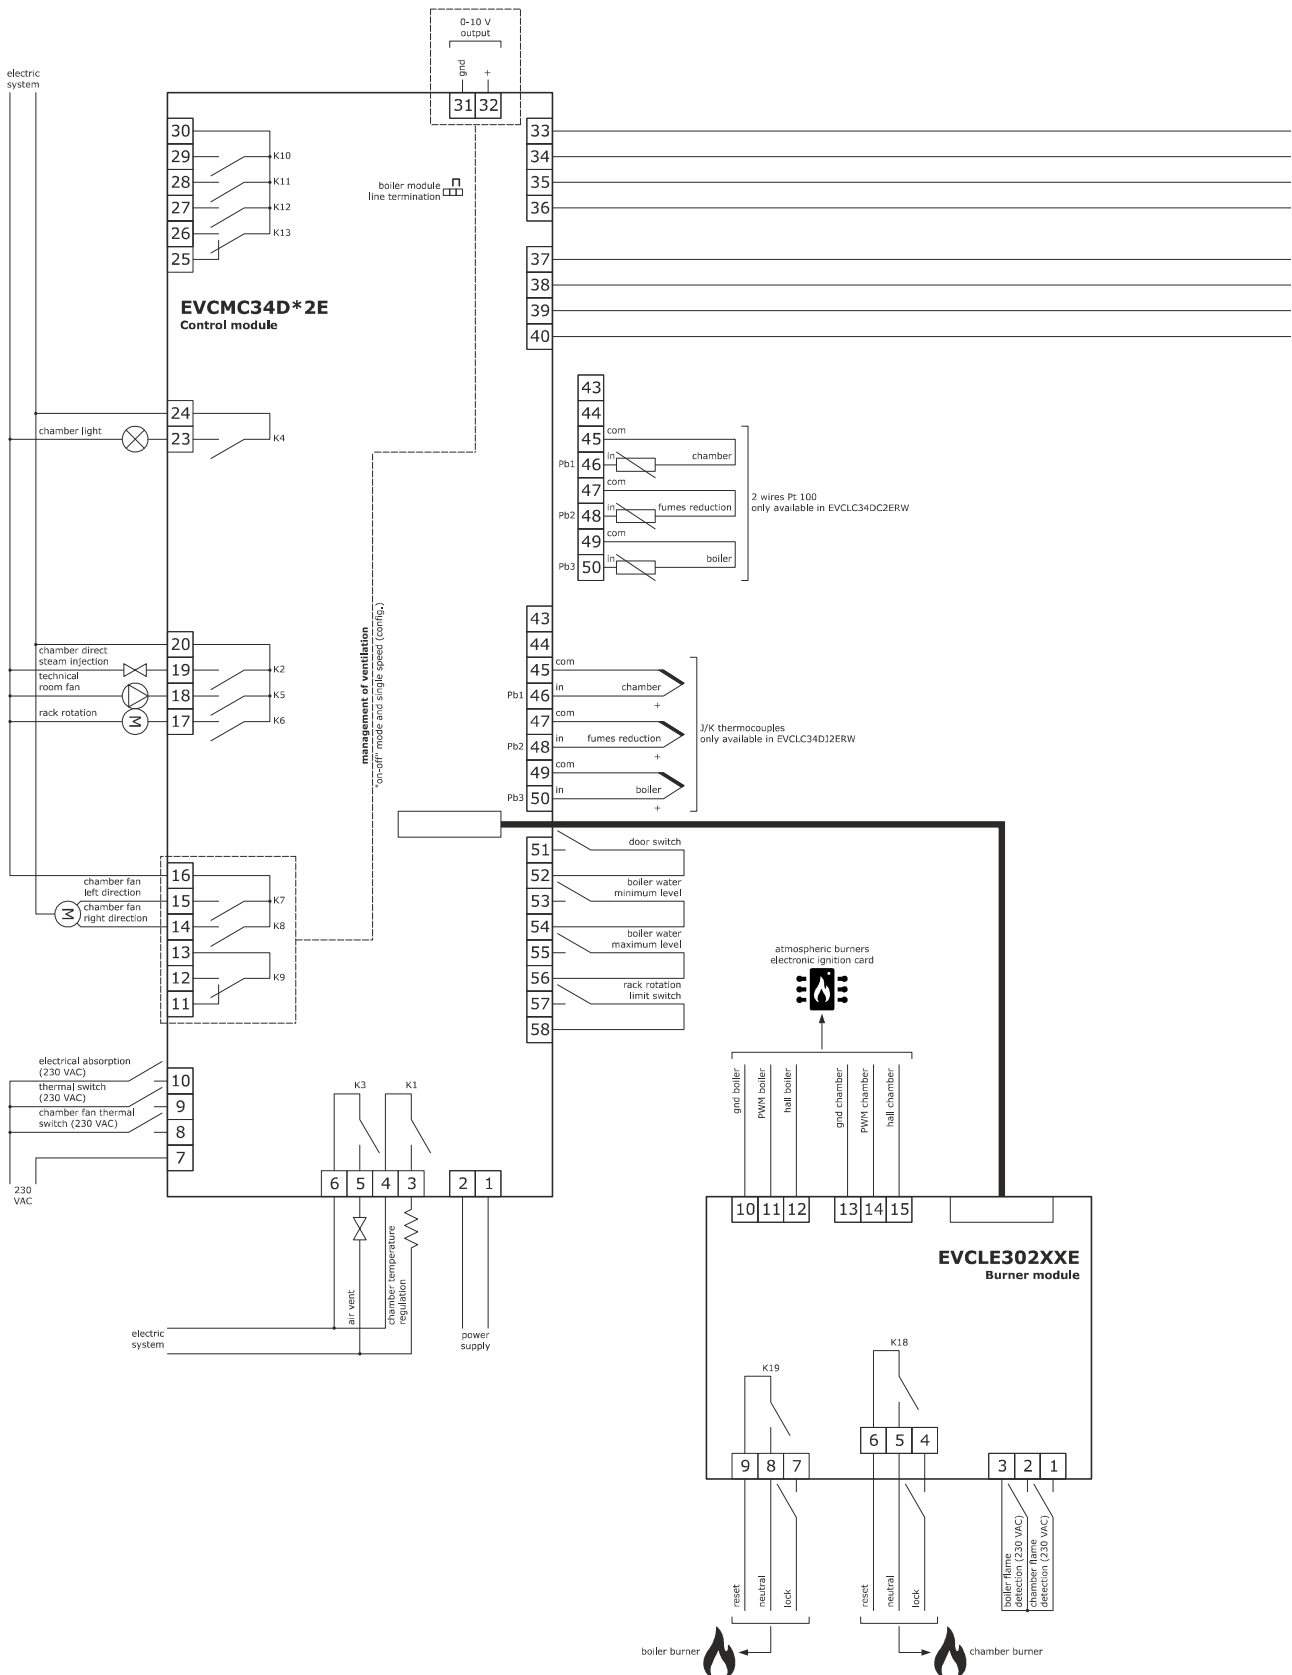 0-10 V
output
gnd
+
electric
system
31 32
30
29
28
27
26
25
K10
K11
K12
K13
boiler module
line termination
33
34
35
36
37
38
39
40
EVCMC34D*2E
Control module
24
23
chamber light
K4
43
44
45
46
47
48
49
50
com
in
chamber
Pb1
com
in
fumes reduction
Pb2
com
in
boiler
Pb3
2 wires Pt 100
only available in EVCLC34DC2ERW
management of ventilation
"on-off" mode and single speed (config.)
20
19
18
17
chamber direct
steam injection
technical
room fan
rack rotation
M
K2
K5
K6
43
44
45
46
47
48
49
50
com
in
chamber
+
Pb1
com
in
fumes reduction
+
Pb2
com
in
boiler
+
Pb3
J/K thermocouples
only available in EVCLC34DJ2ERW
16
15
14
13
12
11
chamber fan
left direction
chamber fan
right direction
M
K7
K8
K9
51
52
53
54
55
56
57
58
door switch
boiler water
minimum level
boiler water
maximum level
rack rotation
limit switch
electrical absorption
(230 VAC)
thermal switch
(230 VAC)
chamber fan thermal
switch (230 VAC)
10
9
8
7
230
VAC
K3
K1
6 5 4 3
2 1
air vent
chamber temperature
regulation
electric
system
power
supply
atmospheric burners
electronic ignition card
gnd boiler
PWM boiler
hall boiler
gnd chamber
PWM chamber
hall chamber
10 11 12
13 14 15
EVCLE302XXE
Burner module
K19
K18
6 5 4
9 8 7
3 2 1
reset
neutral
lock
reset
neutral
lock
boiler flame
detection (230 VAC)
chamber flame
detection (230 VAC)
boiler burner
chamber burner